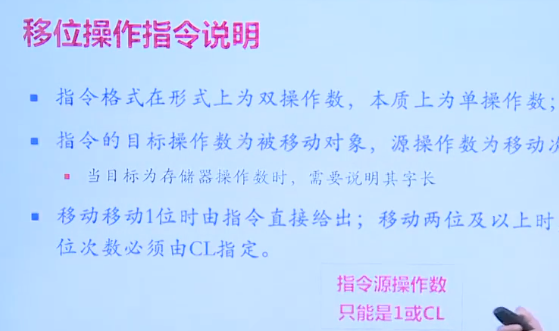 移位操作指令说明
指令格式在形式上为双操作数，本质上为单操作数；
指令的目标操作数为被移动对象，源操作数为移动次
当目标为存储器操作数时，需要说明其字长
移动移动1位时由指令直接给出；移动两位及以上时
位次数必须由CL指定。
指令源操作数
只能是1或CL